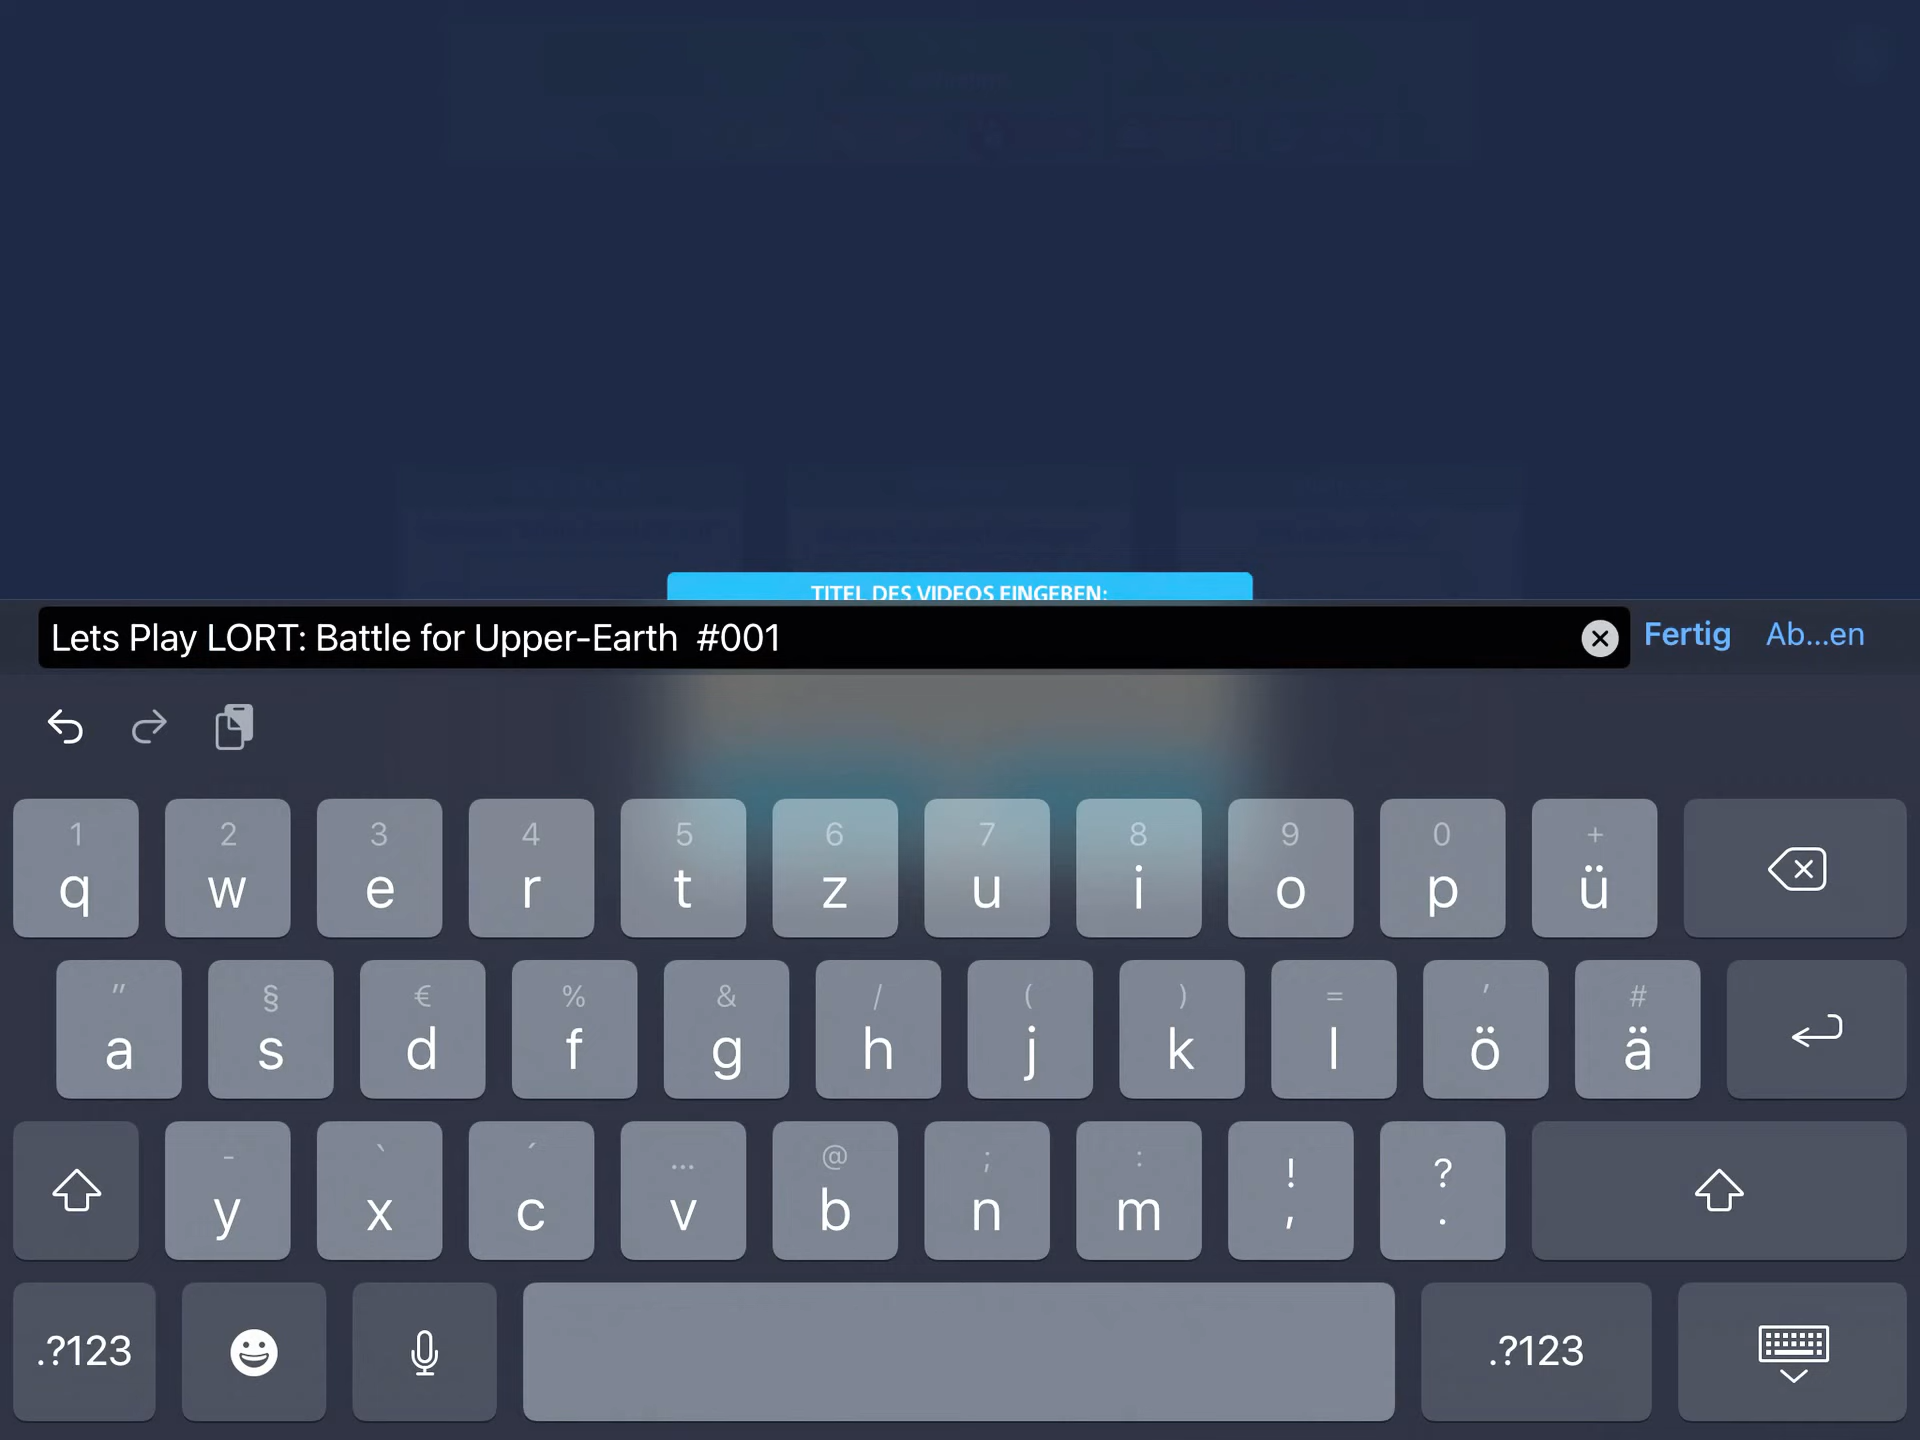 TITEL DES VIDEOS EINGEBEN:
Lets Play LORT: Battle for Upper-Earth  #001
Fertig Ab...en
1 2 3 4 5 6 7 8 9 0 +
q w e r t z u i o p ü
" § € % & / ( ) = ' #
a s d f g h j k l ö ä
- ` ´ ... @ ; : ! ?
y x c v b n m , .
.?123 .?123